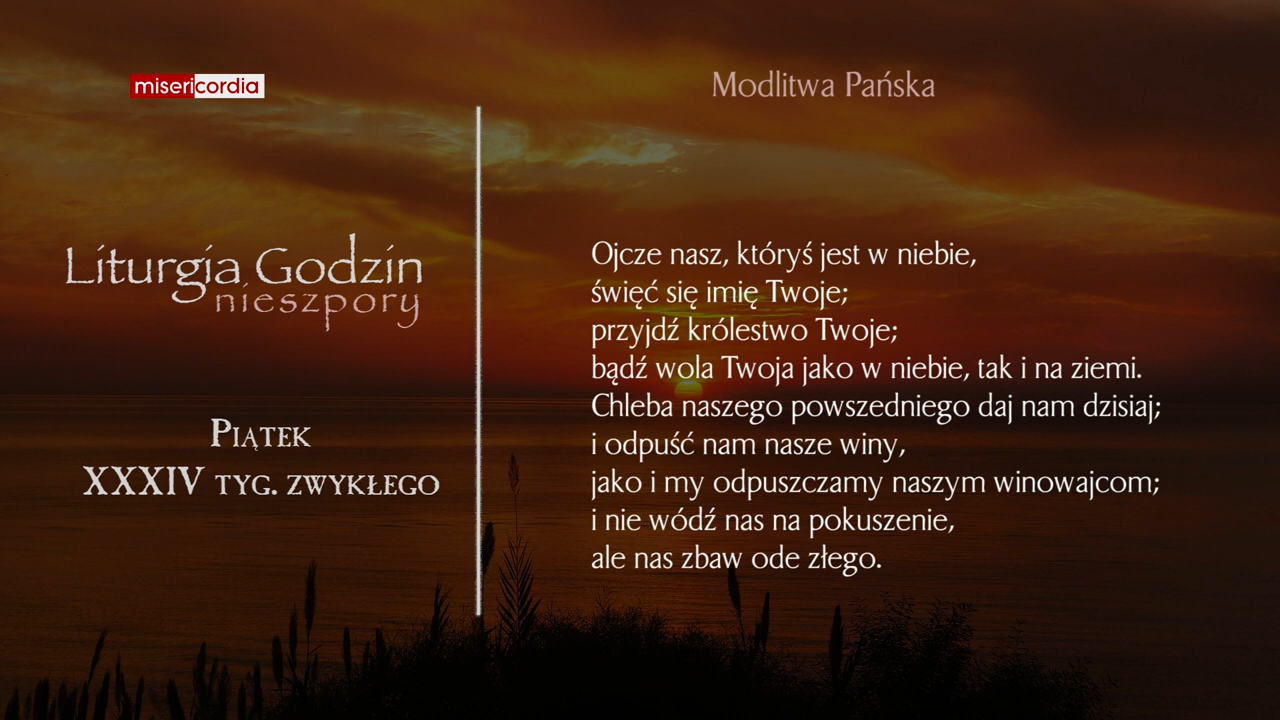 misericordia
Liturgia Godzin
nieszpory
Piątek
XXXIV tyg. zwykłego
Modlitwa Pańska
Ojcze nasz, któryś jest w niebie,
święć się imię Twoje;
przyjdź królestwo Twoje;
bądź wola Twoja jako w niebie, tak i na ziemi.
Chleba naszego powszedniego daj nam dzisiaj;
i odpuść nam nasze winy,
jako i my odpuszczamy naszym winowajcom;
i nie wódź nas na pokuszenie,
ale nas zbaw ode złego.